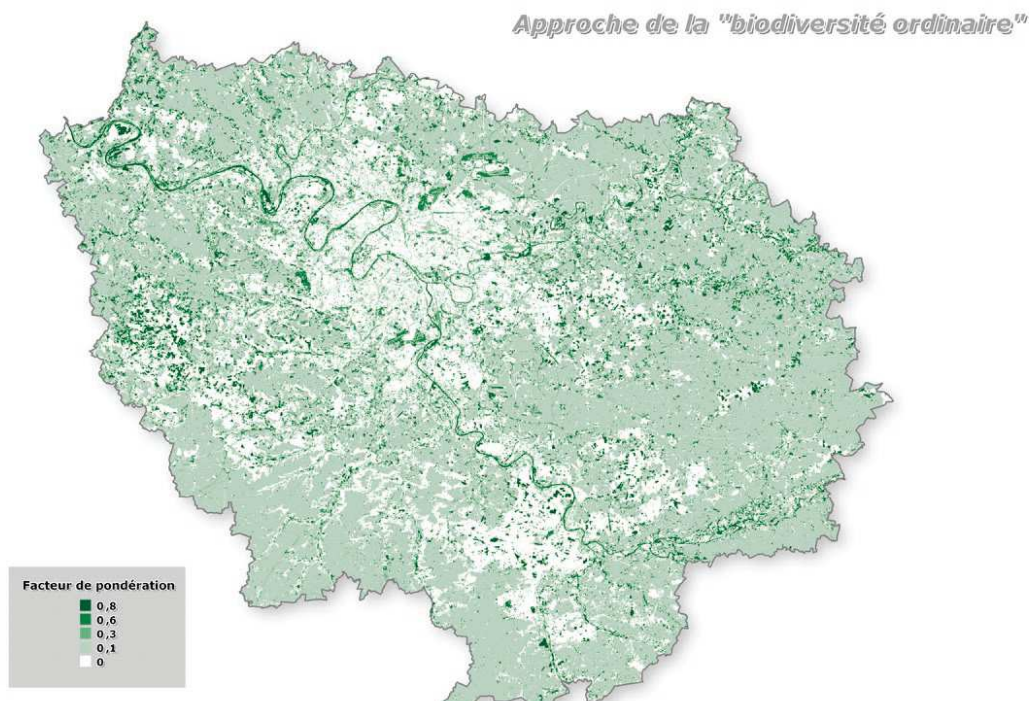 Approche de la "biodiversité ordinaire"
Facteur de pondération
0,8
0,6
0,3
0,1
0